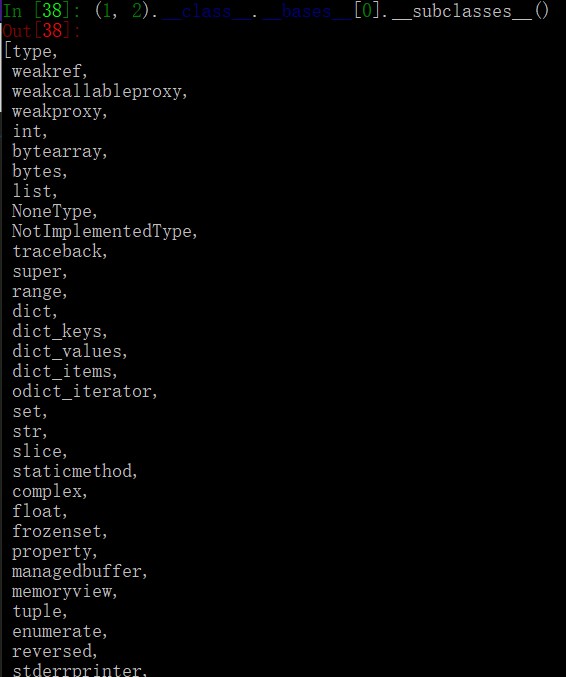 In [38]: (1, 2).__class__.__bases__[0].__subclasses__()
Out[38]:
[type,
weakref,
weakcallableproxy,
weakproxy,
int,
bytearray,
bytes,
list,
NoneType,
NotImplementedType,
traceback,
super,
range,
dict,
dict_keys,
dict_values,
dict_items,
odict_iterator,
set,
str,
slice,
staticmethod,
complex,
float,
frozenset,
property,
managedbuffer,
memoryview,
tuple,
enumerate,
reversed,
stderrprinter,